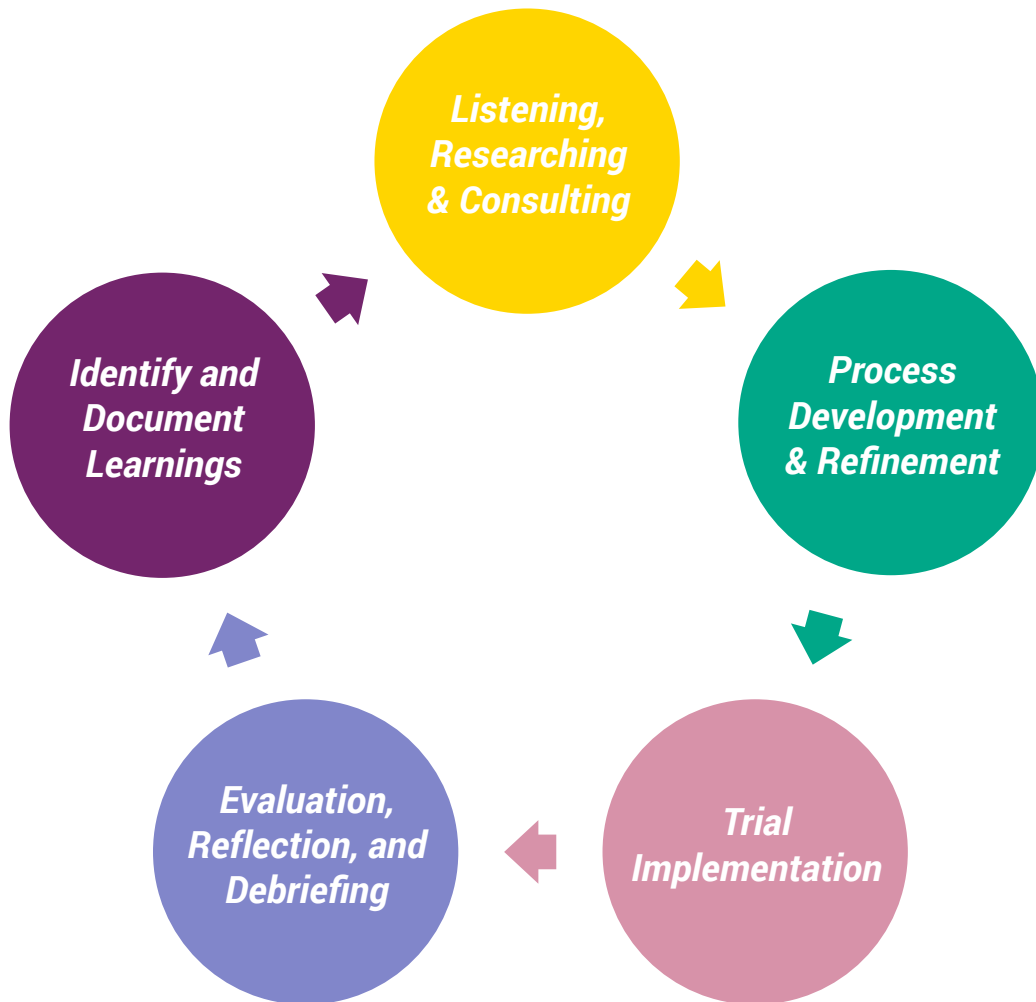 Listening,
Researching
& Consulting
Process
Development
& Refinement
Trial
Implementation
Evaluation,
Reflection, and
Debriefing
Identify and
Document
Learnings